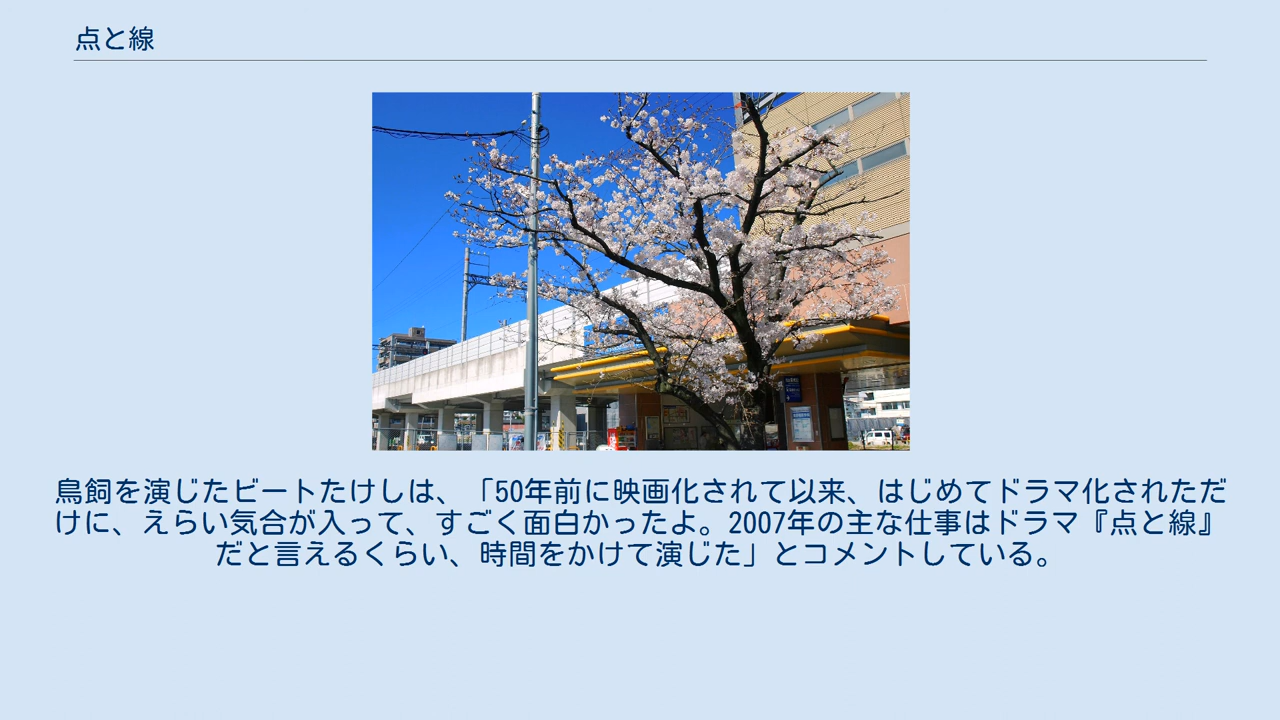 点と線
鳥飼を演じたビートたけしは、「50年前に映画化されて以来、はじめてドラマ化されただ
けに、えらい気合が入って、すごく面白かったよ。2007年の主な仕事はドラマ『点と線』
だと言えるくらい、時間をかけて演じた」とコメントしている。